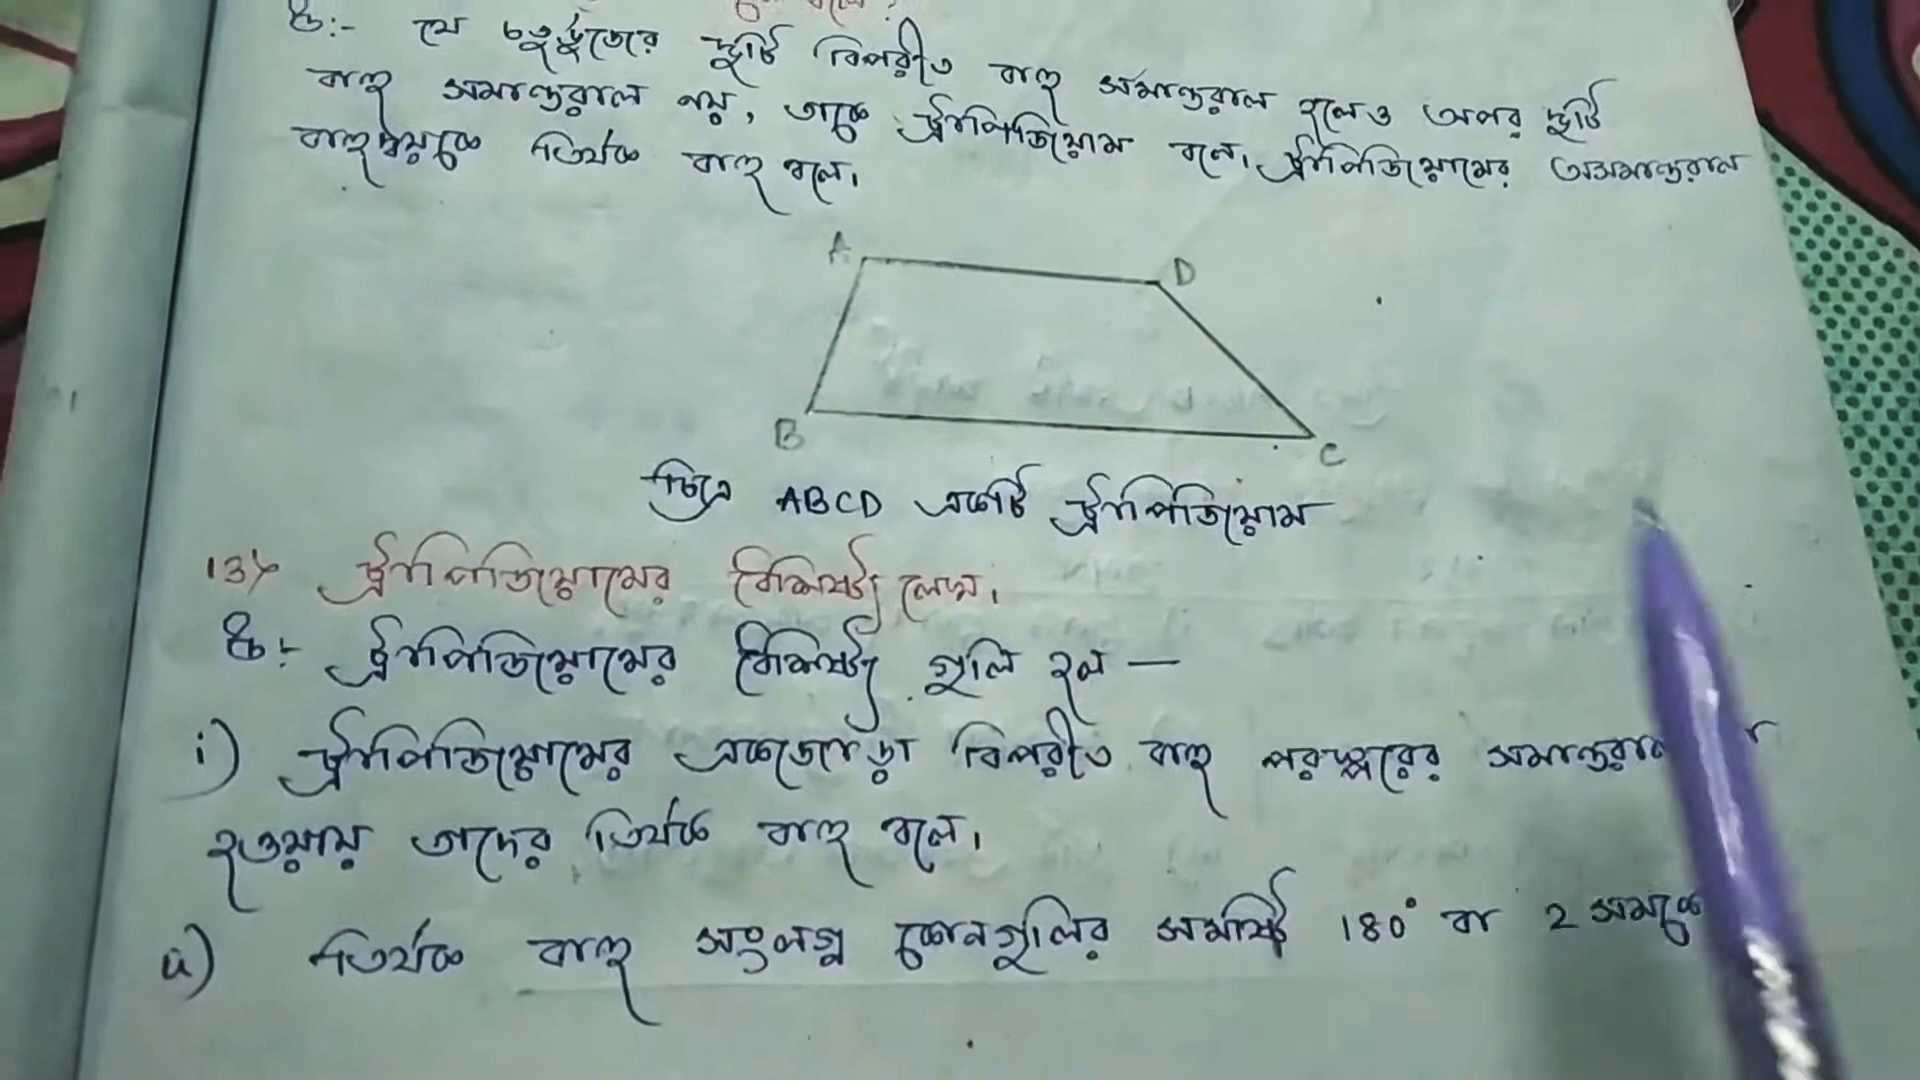 উঃ- যে চতুর্ভুজের দুটি বিপরীত বাহু সমান্তরাল হলেও অপর দুটি
বাহু সমান্তরাল নয়, তাকে ট্রাপিজিয়াম বলে। ট্রাপিজিয়ামের অসমান্তরাল
বাহুদ্বয়কে তির্যক বাহু বলে।
A D
B C
চিত্রে ABCD একটি ট্রাপিজিয়াম
13> ট্রাপিজিয়ামের বৈশিষ্ট্য লেখ।
উঃ- ট্রাপিজিয়ামের বৈশিষ্ট্য গুলি হল —
i) ট্রাপিজিয়ামের একজোড়া বিপরীত বাহু পরস্পরের সমান্তরাল
হওয়ায় তাদের তির্যক বাহু বলে।
ii) তির্যক বাহু সংলগ্ন কোনগুলির সমষ্টি 180° বা 2 সমকো